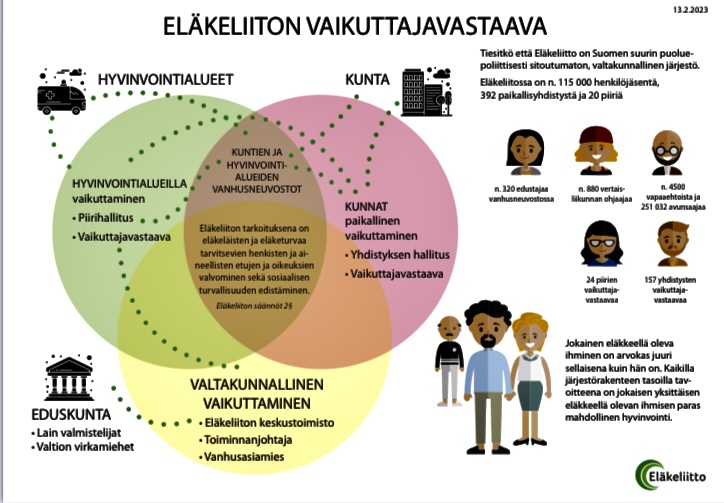 13.2.2023
ELÄKELIITON VAIKUTTAJAVASTAAVA
HYVINVOINTIALUEET
KUNTA
Tiesitkö että Eläkeliitto on Suomen suurin puolue-
poliittisesti sitoutumaton, valtakunnallinen järjestö.
Eläkeliitossa on n. 115 000 henkilöjäsentä,
392 paikallisyhdistystä ja 20 piiriä
KUNTIEN JA
HYVINVOINTI-
ALUEIDEN
VANHUSNEUVOSTOT
HYVINVOINTIALUEILLA
vaikuttaminen
• Piirihallitus
• Vaikuttajavastaava
KUNNAT
paikallinen
vaikuttaminen
• Yhdistyksen hallitus
• Vaikuttajavastaava
Eläkeliiton tarkoituksena on
eläkeläisten ja eläketurvaa
tarvitsevien henkisten ja ai-
neellisten etujen ja oikeuksien
valvominen sekä sosiaalisen
turvallisuuden edistäminen.
Eläkeliiton säännöt 2§
n. 320 edustajaa
vanhusneuvostossa
n. 880 vertais-
liikunnan ohjaajaa
n. 4500
vapaaehtoista ja
251 032 avunsaajaa
24 piirien
vaikuttaja-
vastaavaa
157 yhdistysten
vaikuttaja-
vastaavaa
EDUSKUNTA
• Lain valmistelijat
• Valtion virkamiehet
VALTAKUNNALLINEN
VAIKUTTAMINEN
• Eläkeliiton keskustoimisto
• Toiminnanjohtaja
• Vanhusasiamies
Jokainen eläkkeellä oleva
ihminen on arvokas juuri
sellaisena kuin hän on. Kaikilla
järjestörakenteen tasoilla tav-
oitteena on jokaisen yksittäisen
eläkkeellä olevan ihmisen paras
mahdollinen hyvinvointi.
Eläkeliitto